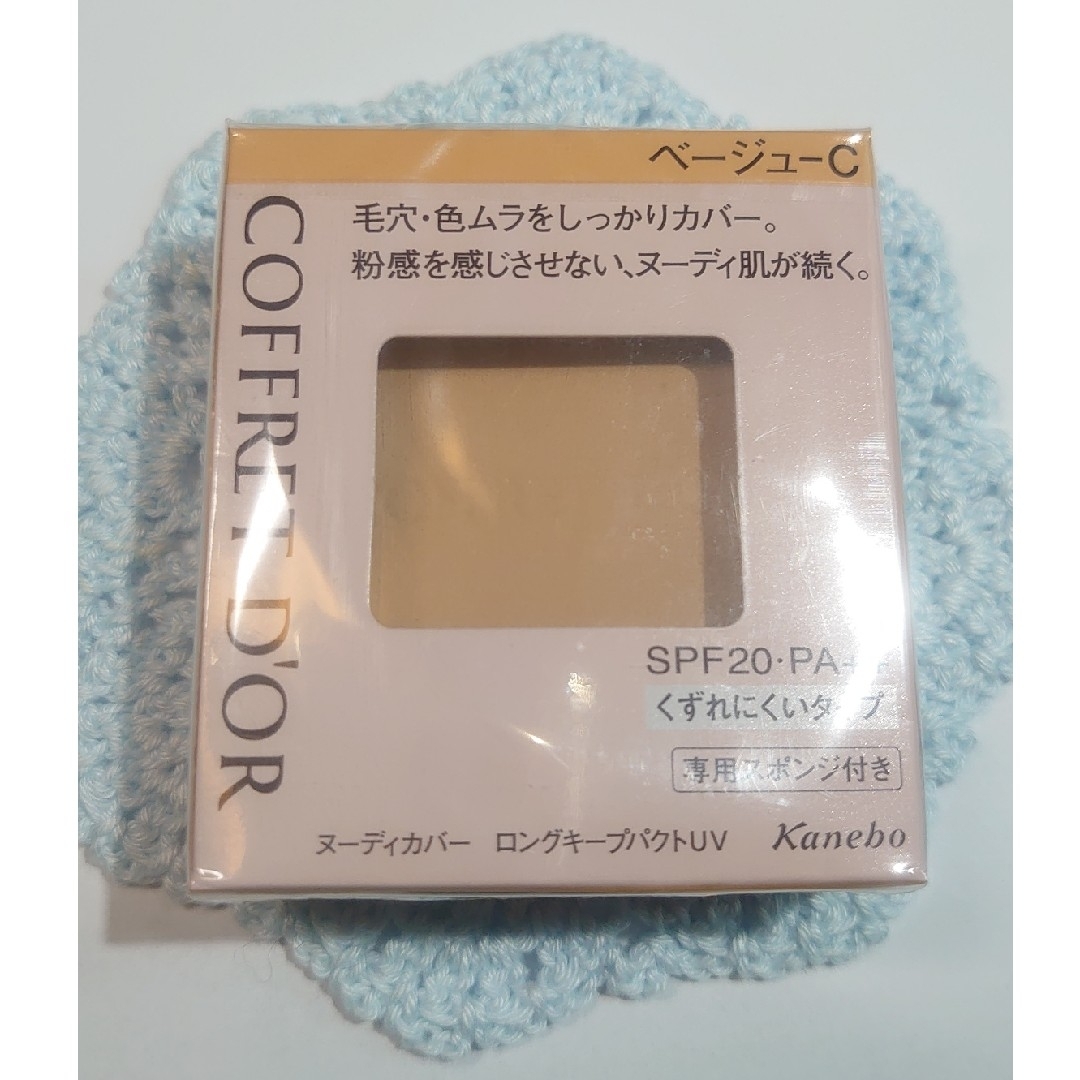 ベージューC
COFFRET D'OR
毛穴・色ムラをしっかりカバー。
粉感を感じさせない、ヌーディ肌が続く。
SPF20・PA++
くずれにくいタイプ
専用スポンジ付き
ヌーディカバー ロングキープパクトUV
Kanebo